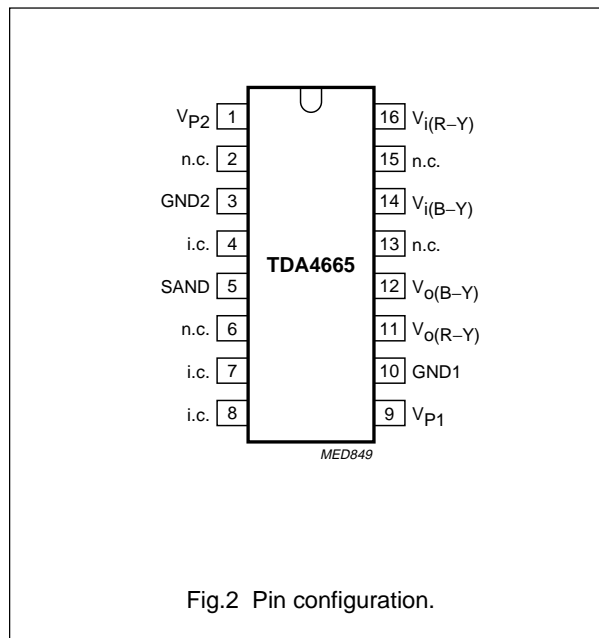 V_P2 1 16 V_i(R−Y)
n.c. 2 15 n.c.
GND2 3 14 V_i(B−Y)
i.c. 4 13 n.c.
TDA4665
SAND 5 12 V_o(B−Y)
n.c. 6 11 V_o(R−Y)
i.c. 7 10 GND1
i.c. 8 9 V_P1
MED849
Fig.2 Pin configuration.